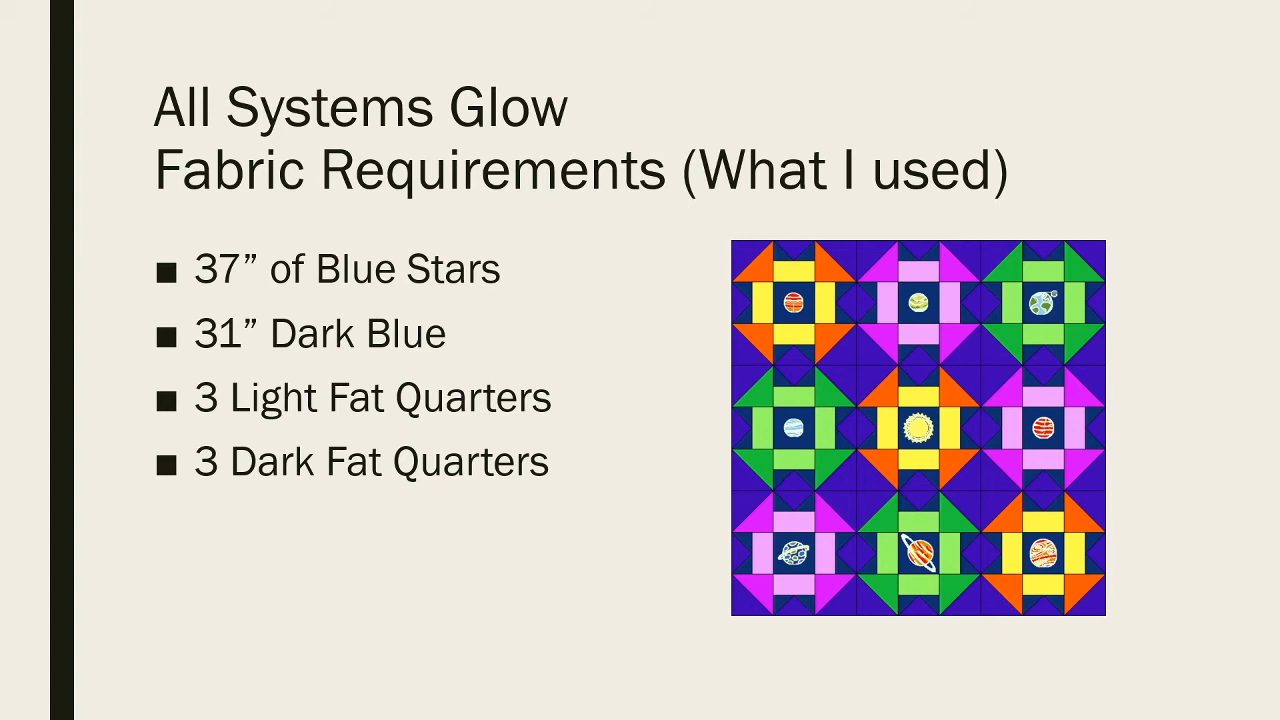 All Systems Glow
Fabric Requirements (What I used)
■ 37” of Blue Stars
■ 31” Dark Blue
■ 3 Light Fat Quarters
■ 3 Dark Fat Quarters